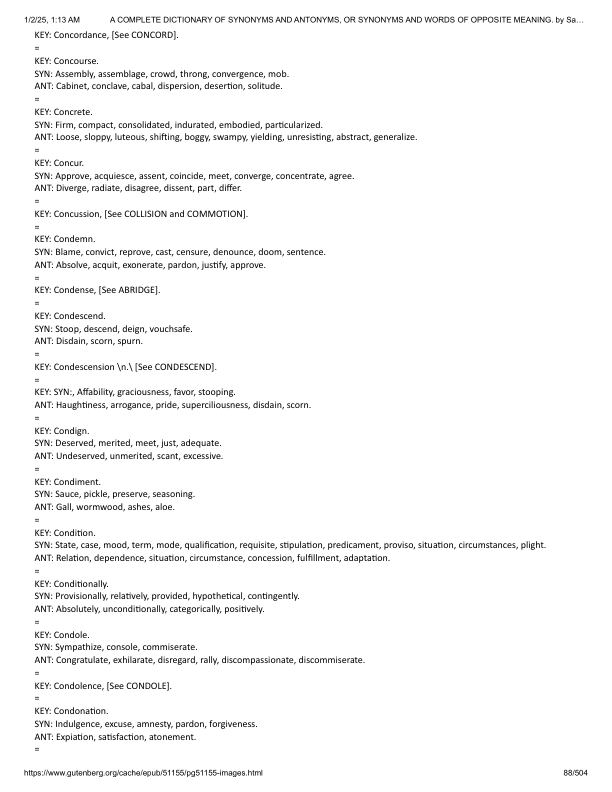 1/2/25, 1:13 AM A COMPLETE DICTIONARY OF SYNONYMS AND ANTONYMS, OR SYNONYMS AND WORDS OF OPPOSITE MEANING. by Sa…
KEY: Concordance, [See CONCORD].
=
KEY: Concourse.
SYN: Assembly, assemblage, crowd, throng, convergence, mob.
ANT: Cabinet, conclave, cabal, dispersion, desertion, solitude.
=
KEY: Concrete.
SYN: Firm, compact, consolidated, indurated, embodied, particularized.
ANT: Loose, sloppy, luteous, shifting, boggy, swampy, yielding, unresisting, abstract, generalize.
=
KEY: Concur.
SYN: Approve, acquiesce, assent, coincide, meet, converge, concentrate, agree.
ANT: Diverge, radiate, disagree, dissent, part, differ.
=
KEY: Concussion, [See COLLISION and COMMOTION].
=
KEY: Condemn.
SYN: Blame, convict, reprove, cast, censure, denounce, doom, sentence.
ANT: Absolve, acquit, exonerate, pardon, justify, approve.
=
KEY: Condense, [See ABRIDGE].
=
KEY: Condescend.
SYN: Stoop, descend, deign, vouchsafe.
ANT: Disdain, scorn, spurn.
=
KEY: Condescension \n.\ [See CONDESCEND].
=
KEY: SYN:, Affability, graciousness, favor, stooping.
ANT: Haughtiness, arrogance, pride, superciliousness, disdain, scorn.
=
KEY: Condign.
SYN: Deserved, merited, meet, just, adequate.
ANT: Undeserved, unmerited, scant, excessive.
=
KEY: Condiment.
SYN: Sauce, pickle, preserve, seasoning.
ANT: Gall, wormwood, ashes, aloe.
=
KEY: Condition.
SYN: State, case, mood, term, mode, qualification, requisite, stipulation, predicament, proviso, situation, circumstances, plight.
ANT: Relation, dependence, situation, circumstance, concession, fulfillment, adaptation.
=
KEY: Conditionally.
SYN: Provisionally, relatively, provided, hypothetical, contingently.
ANT: Absolutely, unconditionally, categorically, positively.
=
KEY: Condole.
SYN: Sympathize, console, commiserate.
ANT: Congratulate, exhilarate, disregard, rally, discompassionate, discommiserate.
=
KEY: Condolence, [See CONDOLE].
=
KEY: Condonation.
SYN: Indulgence, excuse, amnesty, pardon, forgiveness.
ANT: Expiation, satisfaction, atonement.
=
https://www.gutenberg.org/cache/epub/51155/pg51155-images.html 88/504